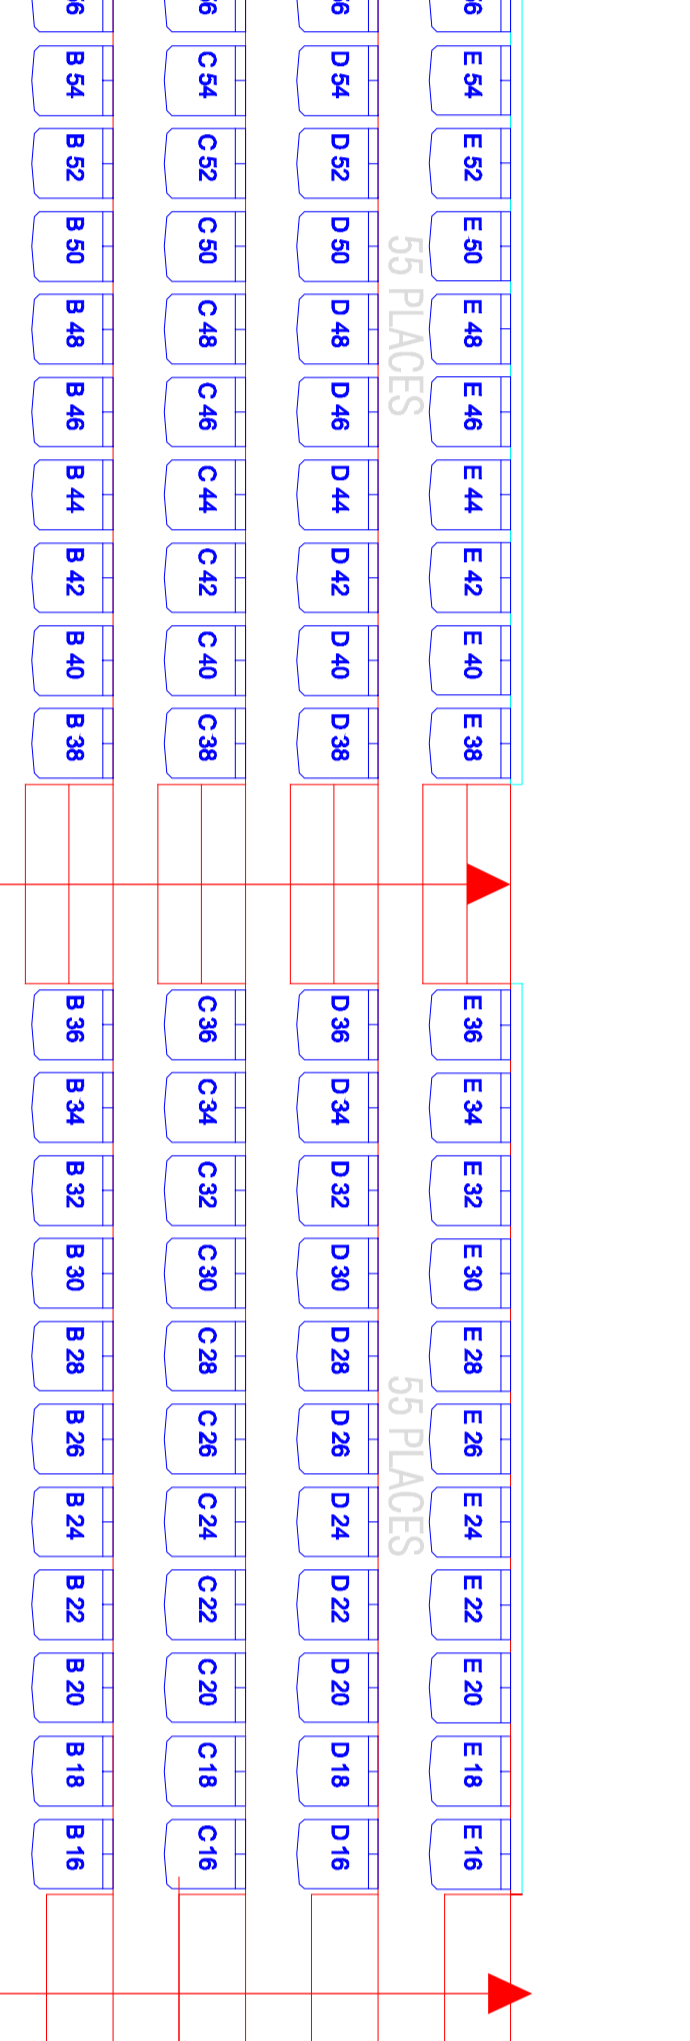 B 54 C 54 D 54 E 54
B 52 C 52 D 52 E 52
B 50 C 50 D 50 E 50
55 PLACES
B 48 C 48 D 48 E 48
B 46 C 46 D 46 E 46
B 44 C 44 D 44 E 44
B 42 C 42 D 42 E 42
B 40 C 40 D 40 E 40
B 38 C 38 D 38 E 38
B 36 C 36 D 36 E 36
B 34 C 34 D 34 E 34
B 32 C 32 D 32 E 32
B 30 C 30 D 30 E 30
B 28 C 28 D 28 E 28
55 PLACES
B 26 C 26 D 26 E 26
B 24 C 24 D 24 E 24
B 22 C 22 D 22 E 22
B 20 C 20 D 20 E 20
B 18 C 18 D 18 E 18
B 16 C 16 D 16 E 16